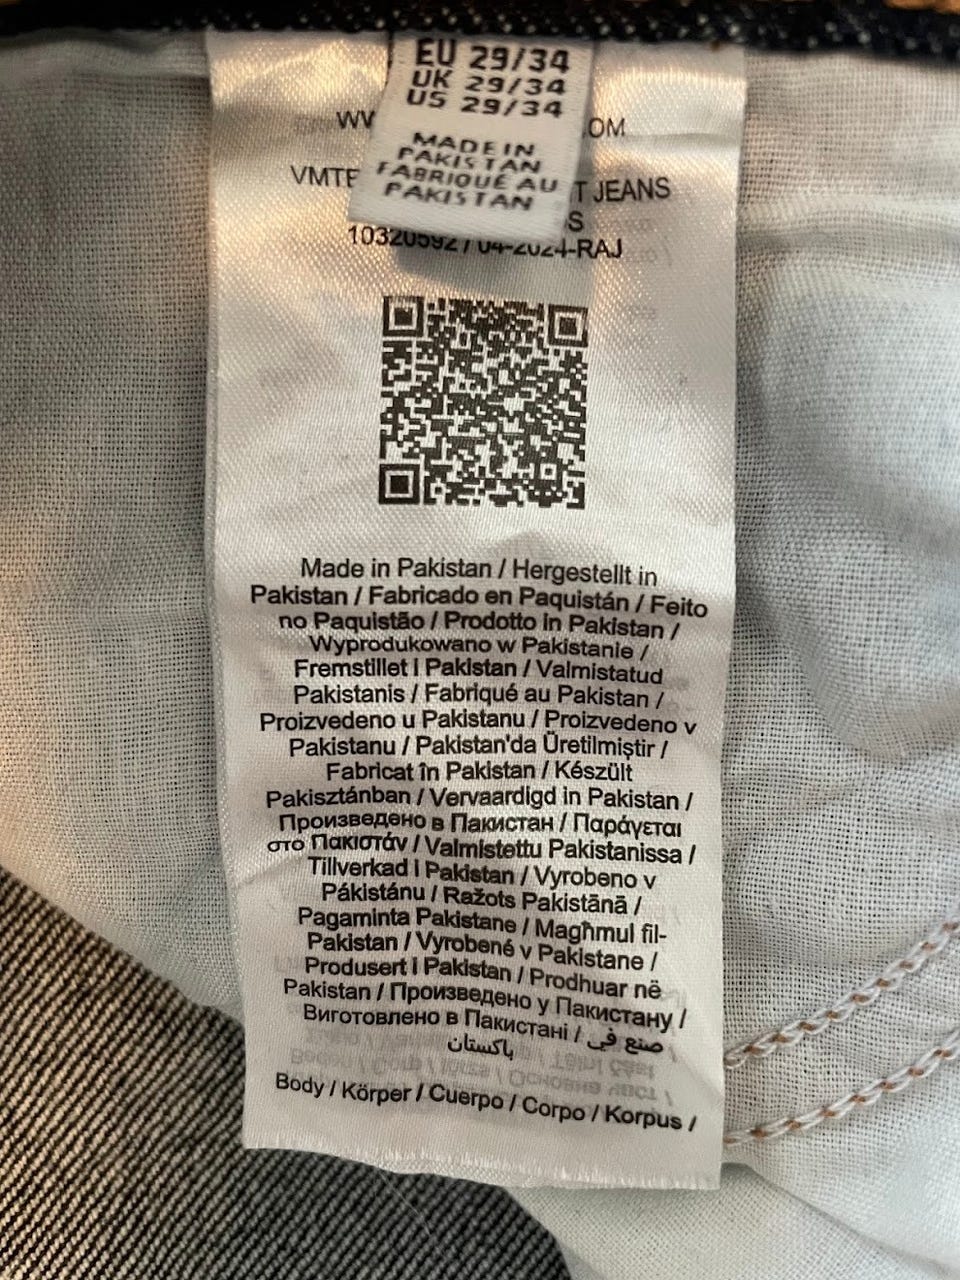 EU 29/34
UK 29/34
US 29/34
MADE IN
PAKISTAN
FABRIQUÉ AU
PAKISTAN
JEANS
10320592 / 04-2024-RAJ
Made in Pakistan / Hergestellt in
Pakistan / Fabricado en Paquistán / Feito
no Paquistão / Prodotto in Pakistan /
Wyprodukowano w Pakistanie /
Fremstillet i Pakistan / Valmistatud
Pakistanis / Fabriqué au Pakistan /
Proizvedeno u Pakistanu / Proizvedeno v
Pakistanu / Pakistan'da Üretilmiştir /
Fabricat în Pakistan / Készült
Pakisztánban / Vervaardigd in Pakistan /
Произведено в Пакистан / Παράγεται
στο Πακιστάν / Valmistettu Pakistanissa /
Tillverkad i Pakistan / Vyrobeno v
Pákistánu / Ražots Pakistānā /
Pagaminta Pakistane / Magħmul fil-
Pakistan / Vyrobené v Pakistane /
Produsert i Pakistan / Prodhuar në
Pakistan / Произведено у Пакистану /
Виготовлено в Пакистані / صنع في
باكستان
Body / Körper / Cuerpo / Corpo / Korpus /